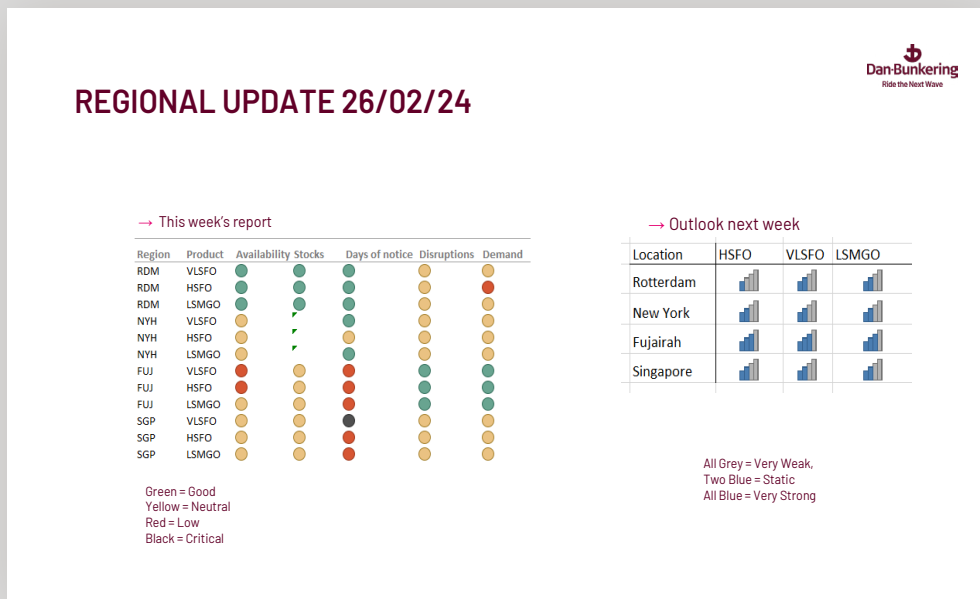 Dan-Bunkering
Ride the Next Wave
REGIONAL UPDATE 26/02/24
→ This week's report
Region Product Availability Stocks Days of notice Disruptions Demand
RDM VLSFO
RDM HSFO
RDM LSMGO
NYH VLSFO
NYH HSFO
NYH LSMGO
FUJ VLSFO
FUJ HSFO
FUJ LSMGO
SGP VLSFO
SGP HSFO
SGP LSMGO
Green = Good
Yellow = Neutral
Red = Low
Black = Critical
→ Outlook next week
Location HSFO VLSFO LSMGO
Rotterdam
New York
Fujairah
Singapore
All Grey = Very Weak,
Two Blue = Static
All Blue = Very Strong